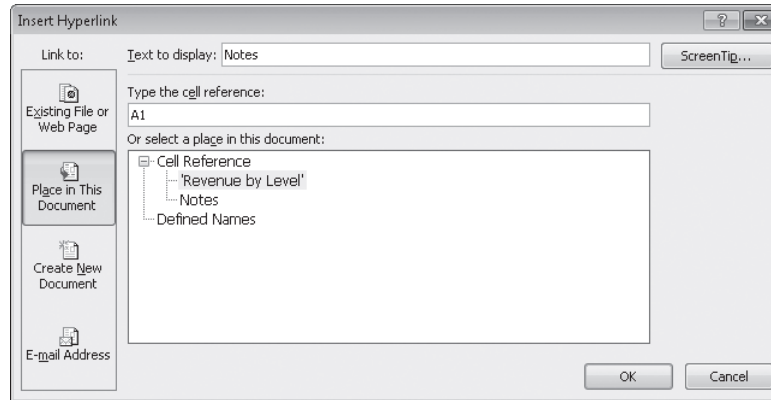 Insert Hyperlink
Link to:
Text to display: Notes
ScreenTip...
Existing File or
Web Page
Place in This
Document
Create New
Document
E-mail Address
Type the cell reference:
A1
Or select a place in this document:
Cell Reference
'Revenue by Level'
Notes
Defined Names
OK
Cancel